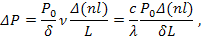 ΔP = P₀/δ ν Δ(nl)/L = c/λ P₀Δ(nl)/δL ,